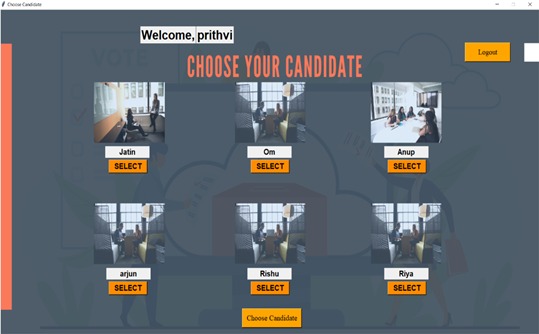 Choose Candidate
Welcome, prithvi
VOTE
Logout
CHOOSE YOUR CANDIDATE
Jatin
Om
Anup
SELECT
SELECT
SELECT
arjun
Rishu
Riya
SELECT
SELECT
SELECT
Choose Candidate